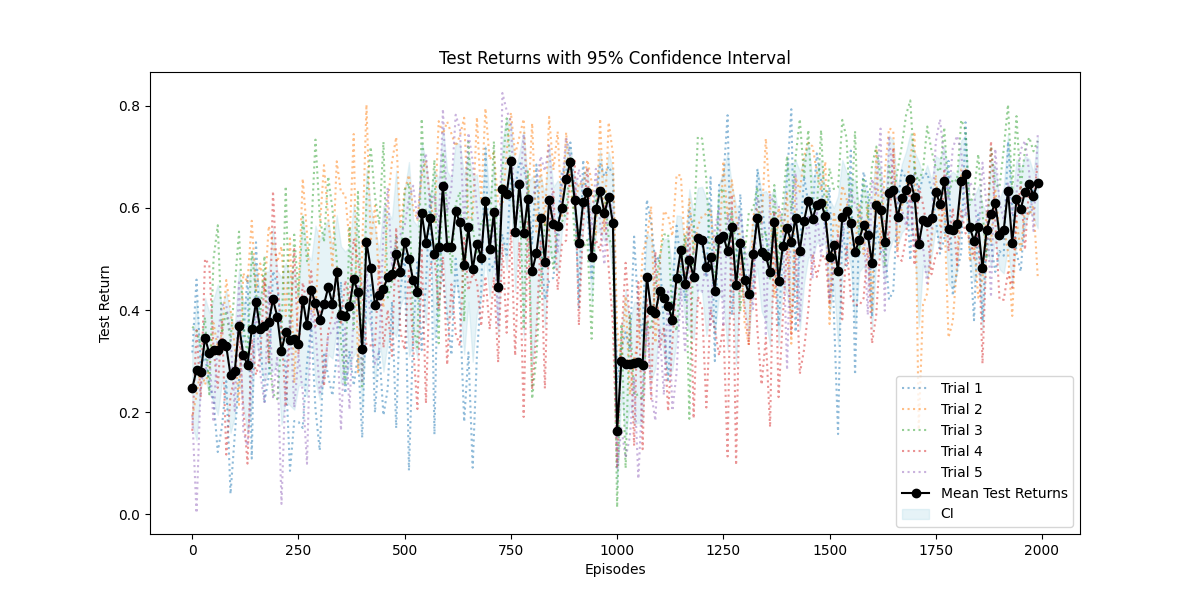 Test Returns with 95% Confidence Interval
Test Return
0.8
0.6
0.4
0.2
0.0
Trial 1
Trial 2
Trial 3
Trial 4
Trial 5
Mean Test Returns
CI
0 250 500 750 1000 1250 1500 1750 2000
Episodes